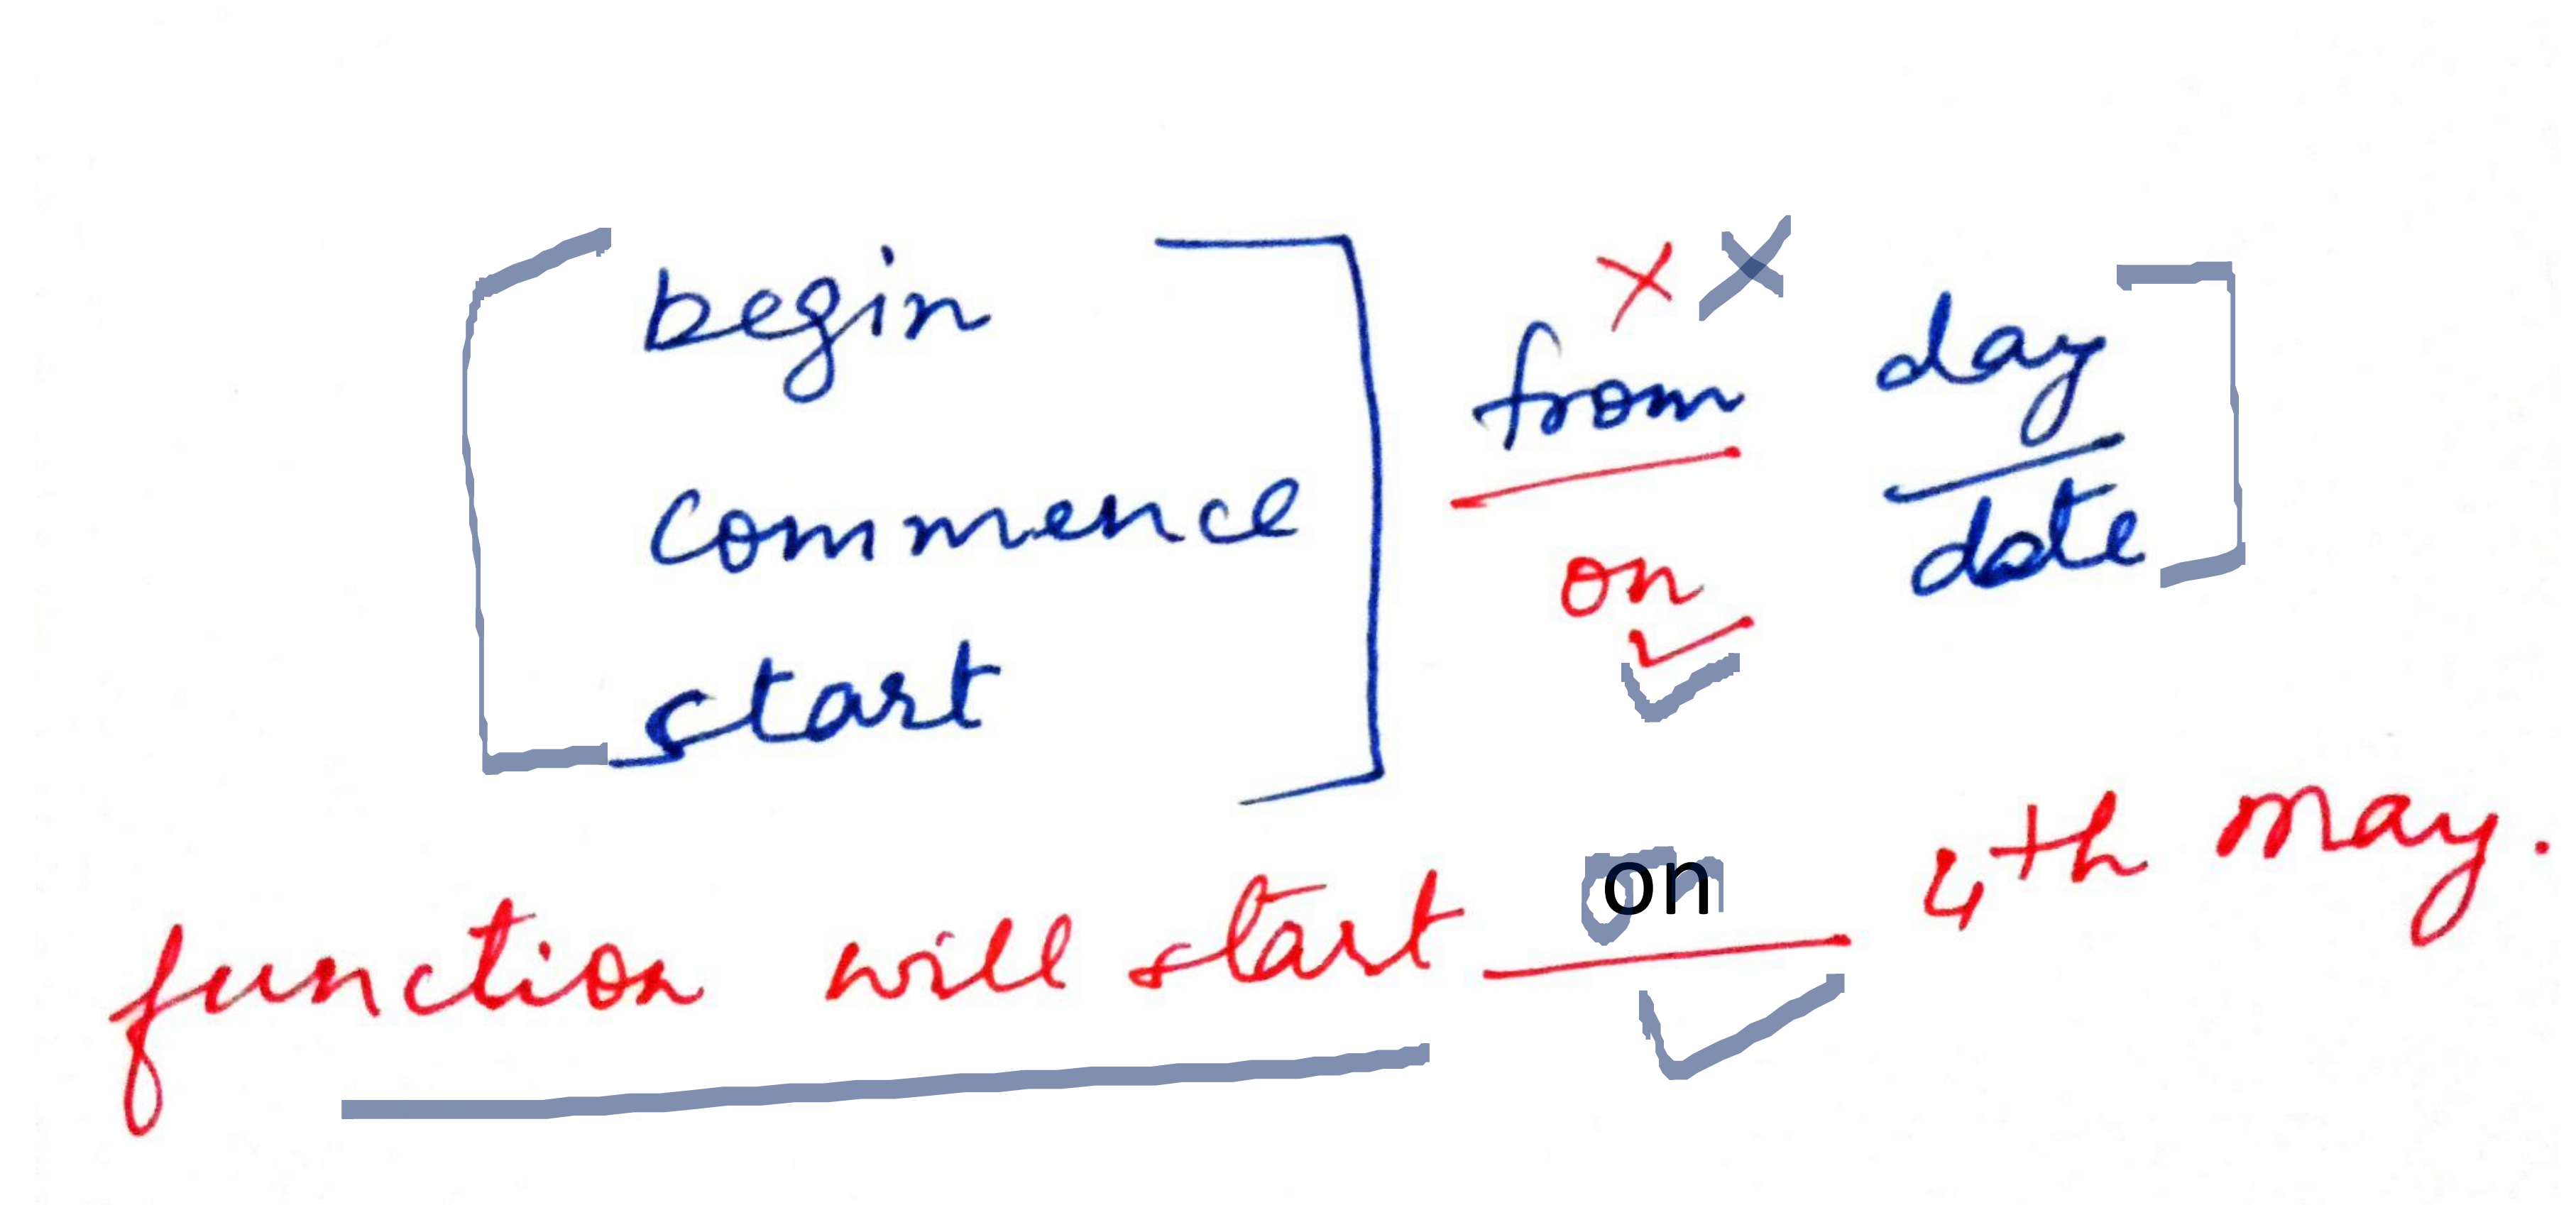 begin
commence
start
× × from
on ✓
day
date
function will start on 4th may.